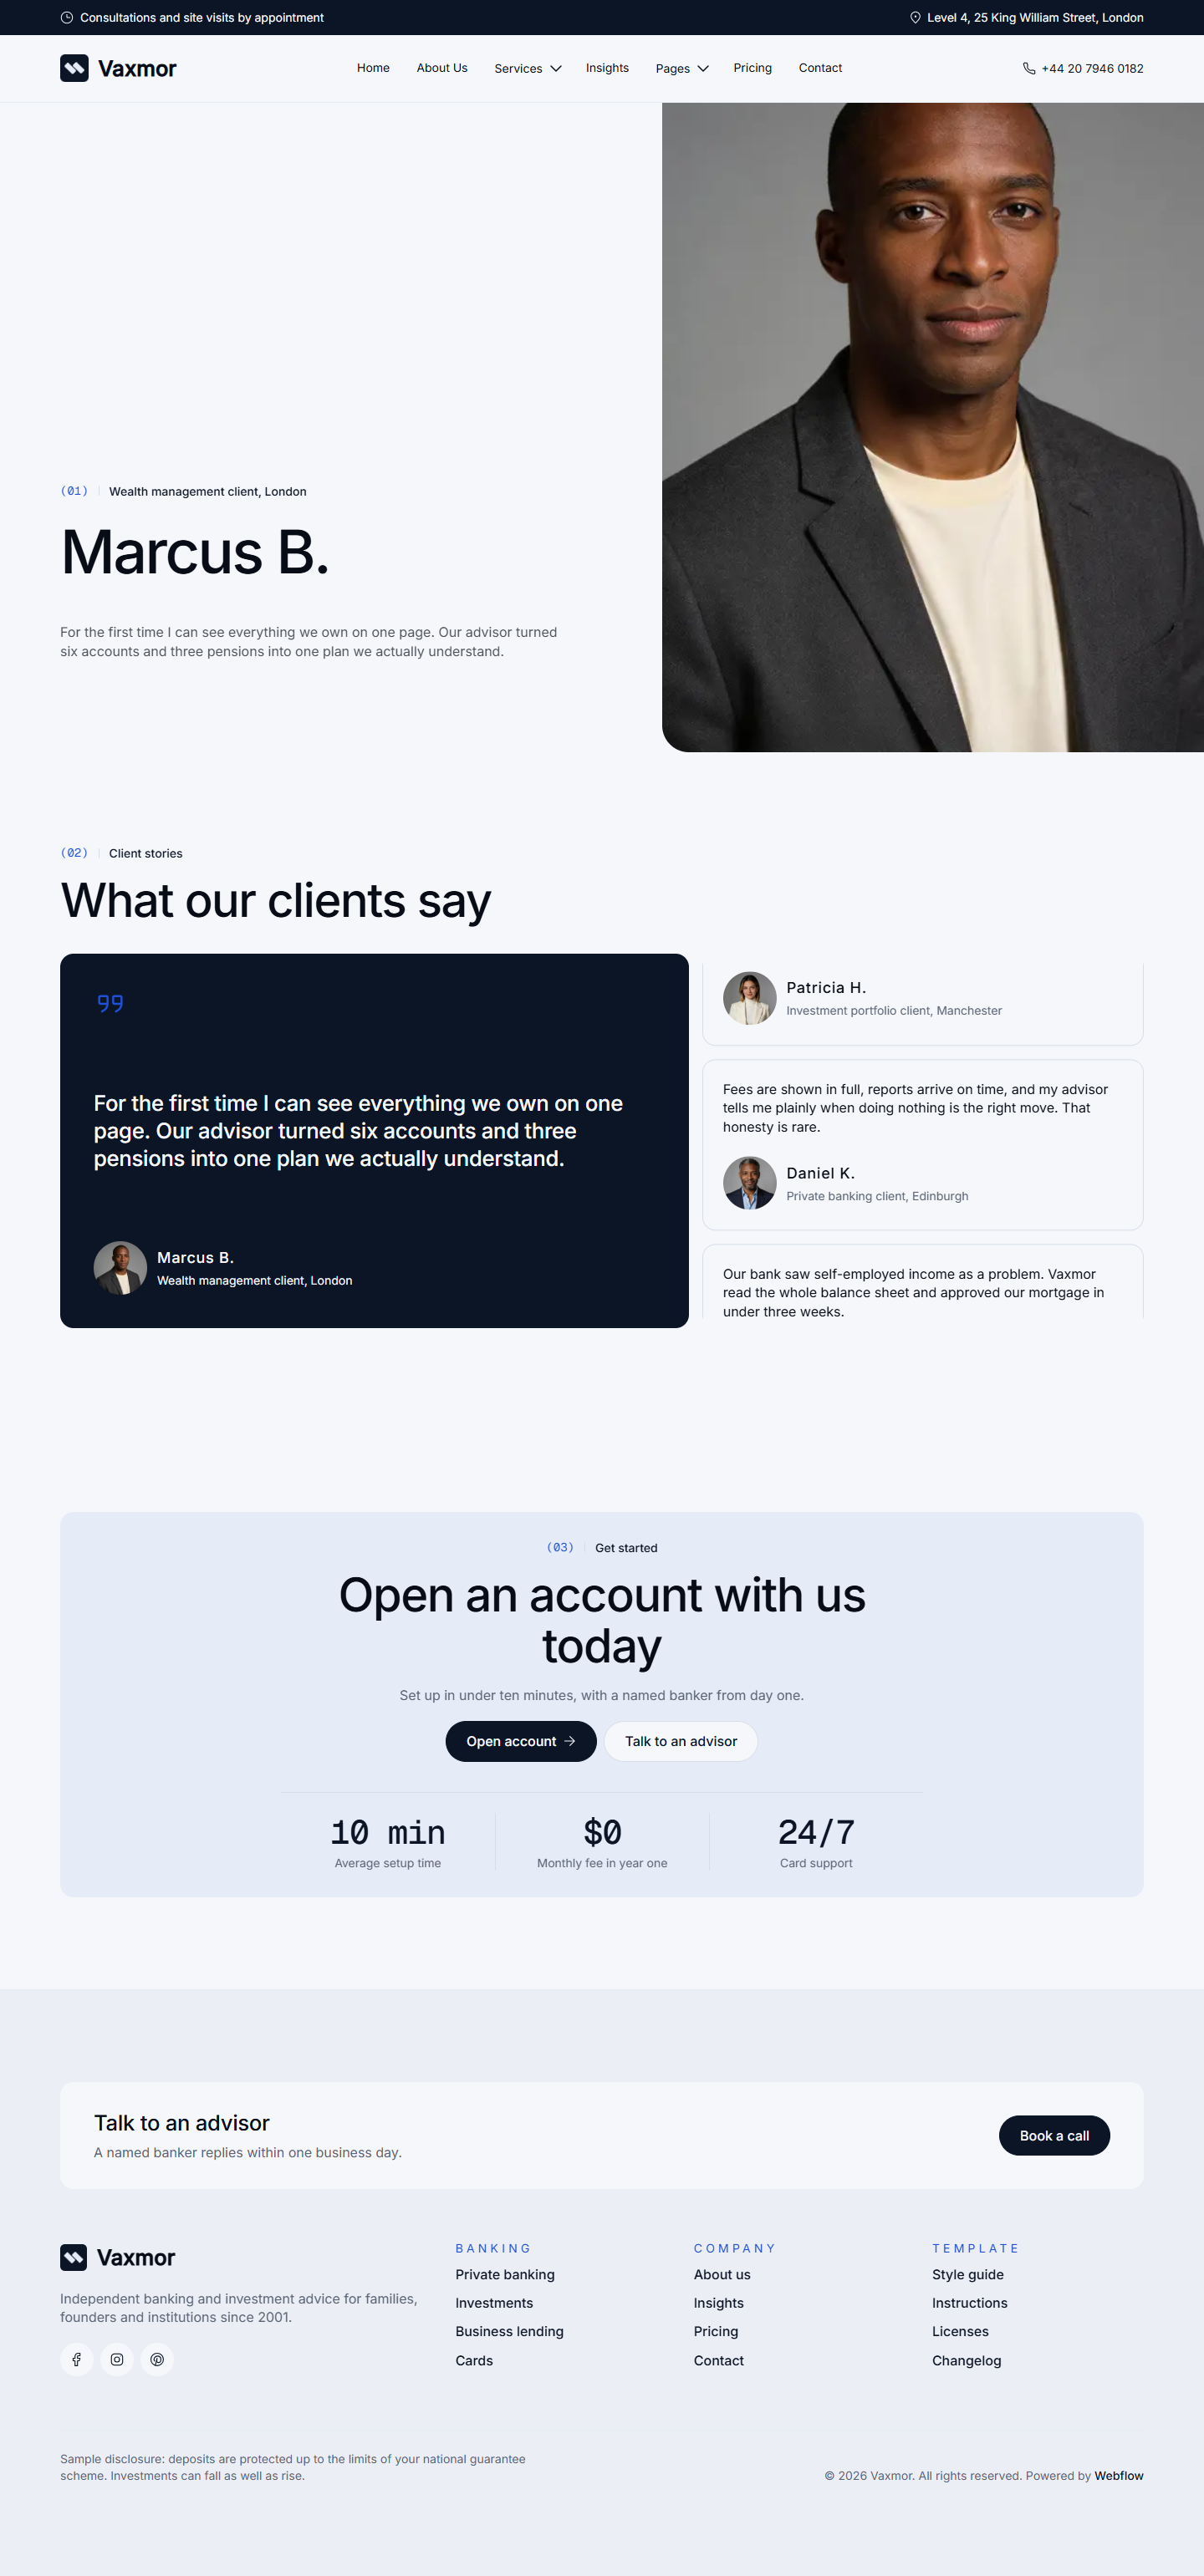 Consultations and site visits by appointment
Level 4, 25 King William Street, London
Vaxmor
Home
About Us
Services
Insights
Pages
Pricing
Contact
+44 20 7946 0182
(01)
Wealth management client, London
Marcus B.
For the first time I can see everything we own on one page. Our advisor turned
six accounts and three pensions into one plan we actually understand.
(02)
Client stories
What our clients say
For the first time I can see everything we own on one
page. Our advisor turned six accounts and three
pensions into one plan we actually understand.
Marcus B.
Wealth management client, London
Patricia H.
Investment portfolio client, Manchester
Fees are shown in full, reports arrive on time, and my advisor
tells me plainly when doing nothing is the right move. That
honesty is rare.
Daniel K.
Private banking client, Edinburgh
Our bank saw self-employed income as a problem. Vaxmor
read the whole balance sheet and approved our mortgage in
under three weeks.
(03)
Get started
Open an account with us
today
Set up in under ten minutes, with a named banker from day one.
Open account
Talk to an advisor
10 min
Average setup time
$0
Monthly fee in year one
24/7
Card support
Talk to an advisor
A named banker replies within one business day.
Book a call
Vaxmor
Independent banking and investment advice for families,
founders and institutions since 2001.
BANKING
Private banking
Investments
Business lending
Cards
COMPANY
About us
Insights
Pricing
Contact
TEMPLATE
Style guide
Instructions
Licenses
Changelog
Sample disclosure: deposits are protected up to the limits of your national guarantee
scheme. Investments can fall as well as rise.
© 2026 Vaxmor. All rights reserved. Powered by Webflow